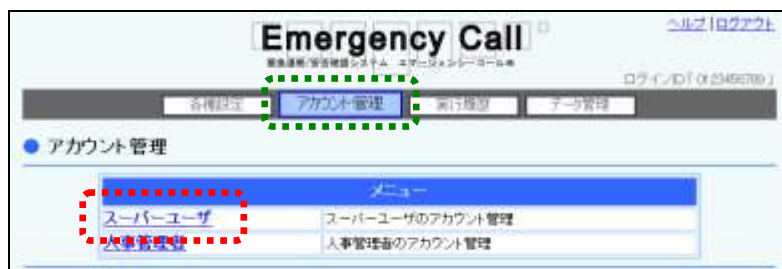 Emergency Call
ヘルプ|ログアウト
緊急連絡/安否確認システム エマージェンシーコール®
ログインID「0123456789」
各種設定 アカウント管理 実行履歴 データ管理
アカウント管理
メニュー
スーパーユーザ スーパーユーザのアカウント管理
人事管理者 人事管理者のアカウント管理